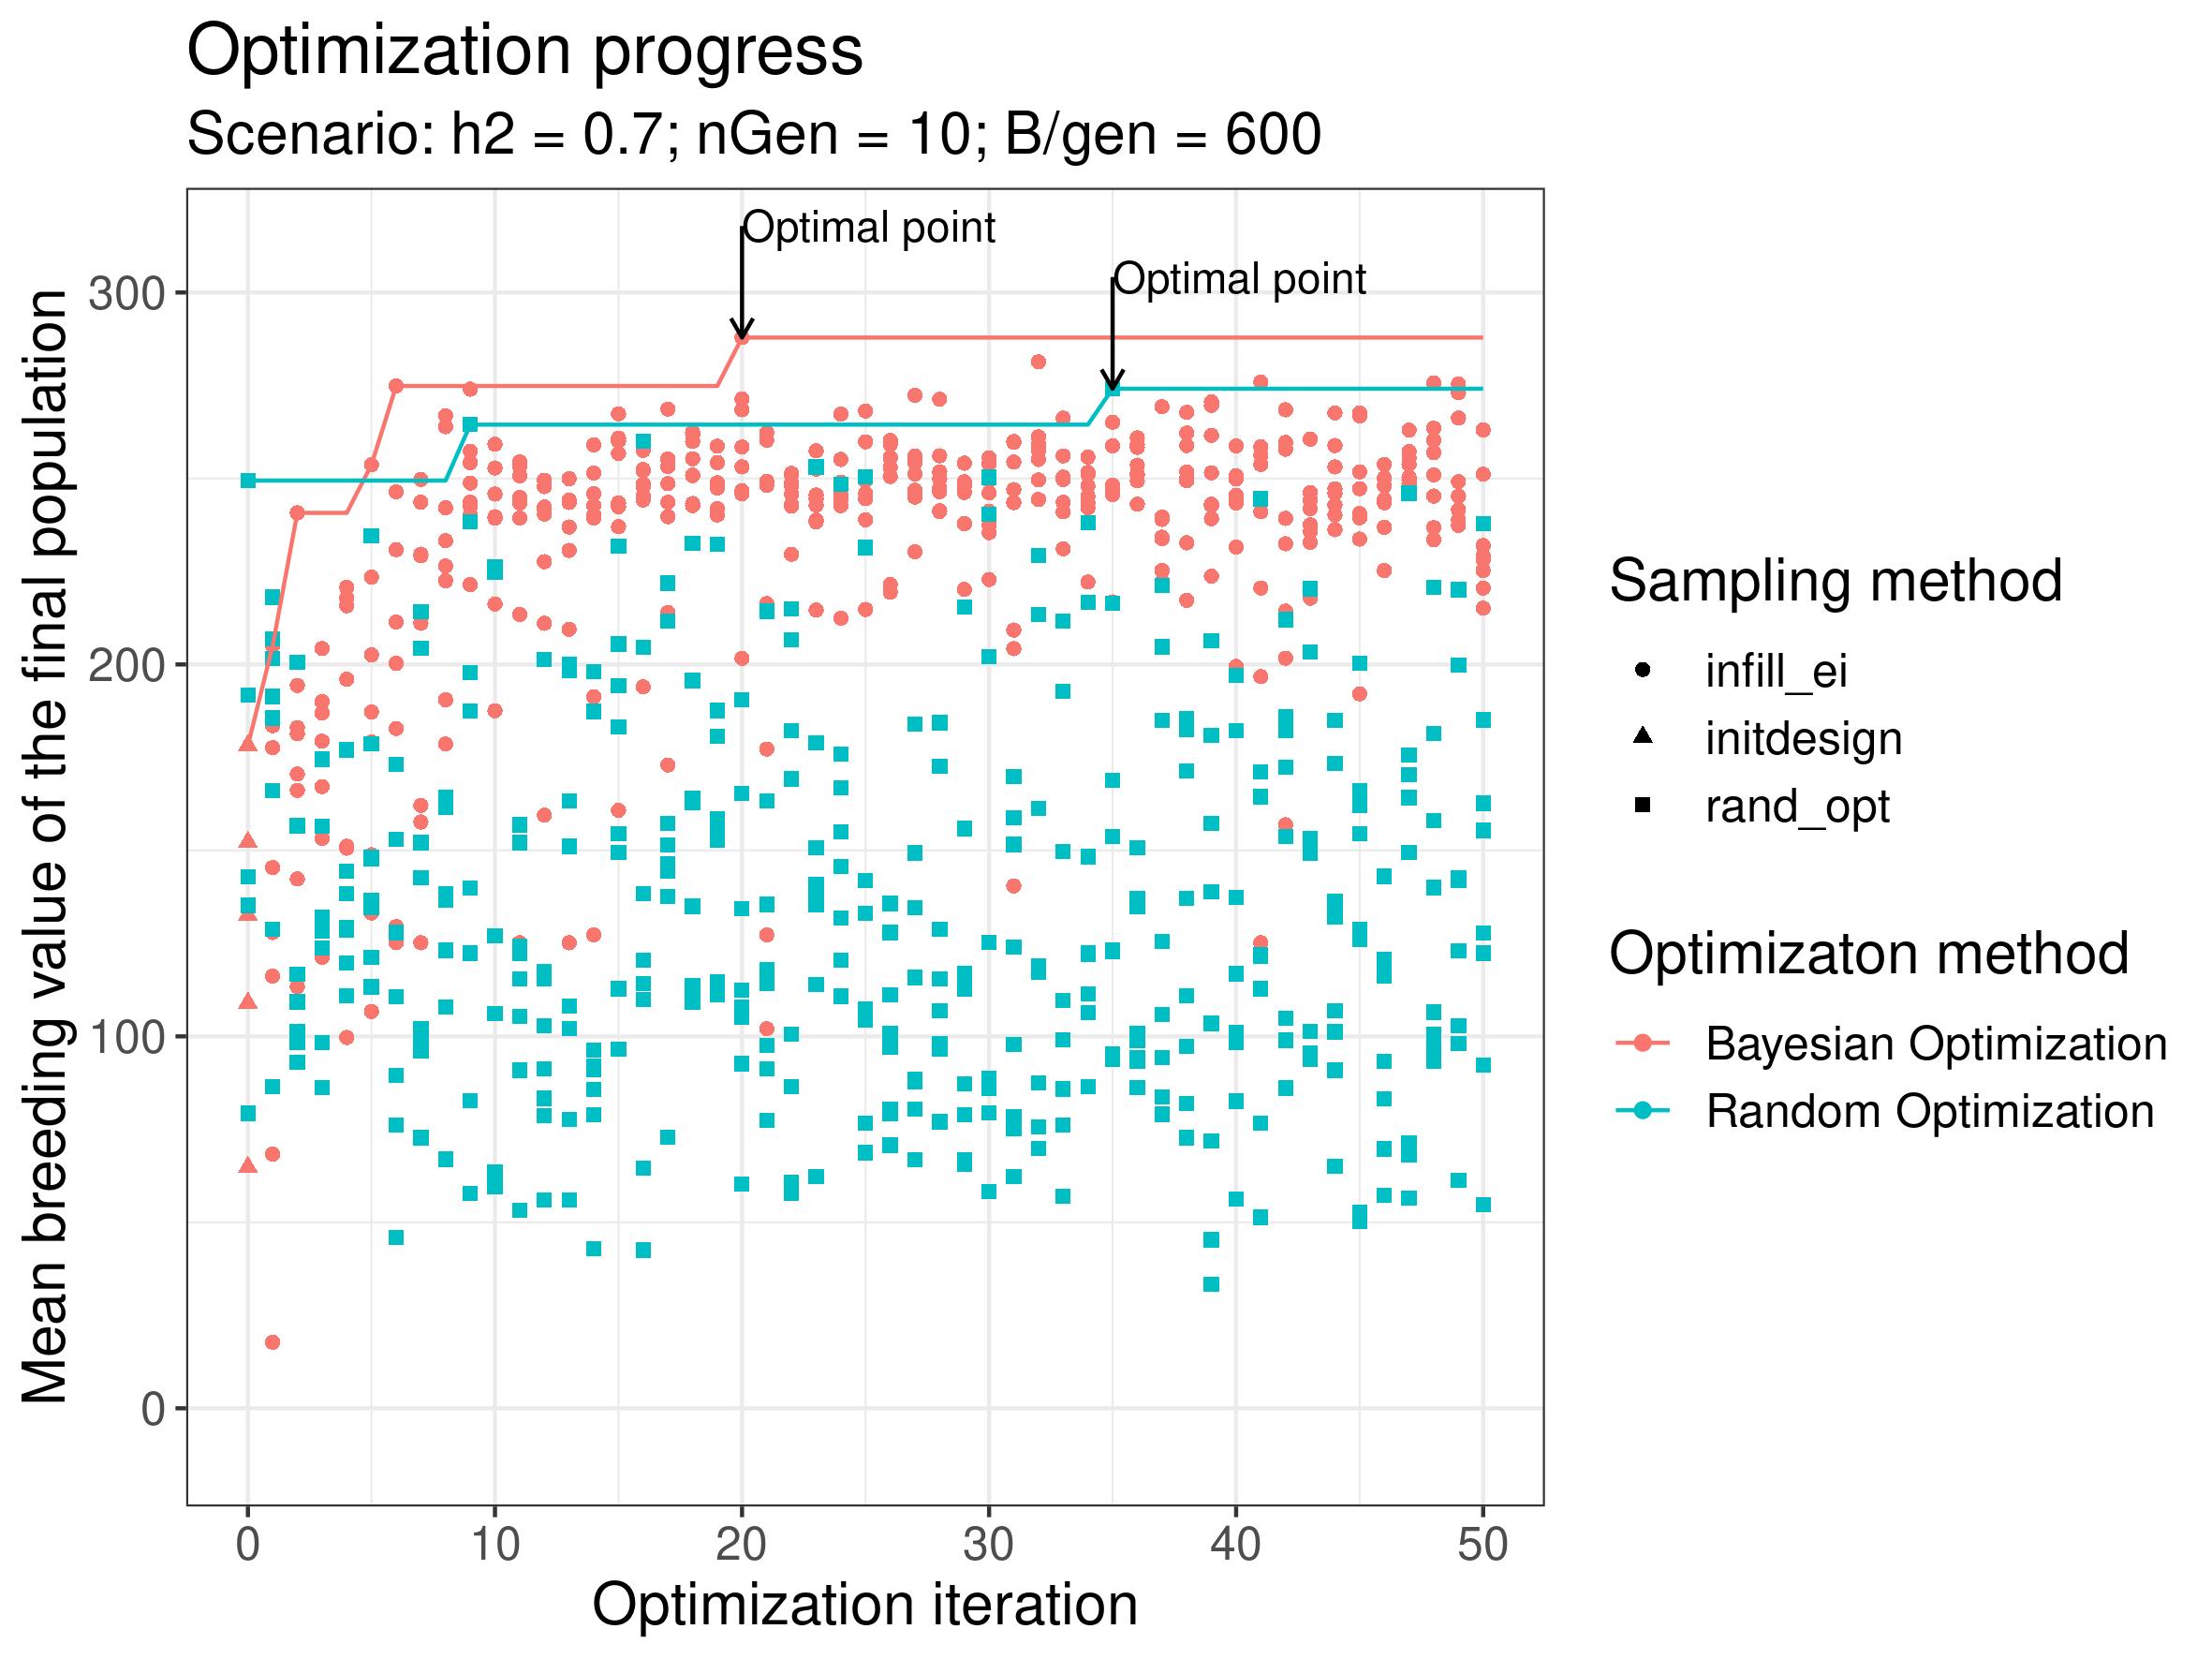 Optimization progress
Scenario: h2 = 0.7; nGen = 10; B/gen = 600
Mean breeding value of the final population
300
200
100
0
Optimal point
Optimal point
0 10 20 30 40 50
Optimization iteration
Sampling method
infill_ei
initdesign
rand_opt
Optimizaton method
Bayesian Optimization
Random Optimization